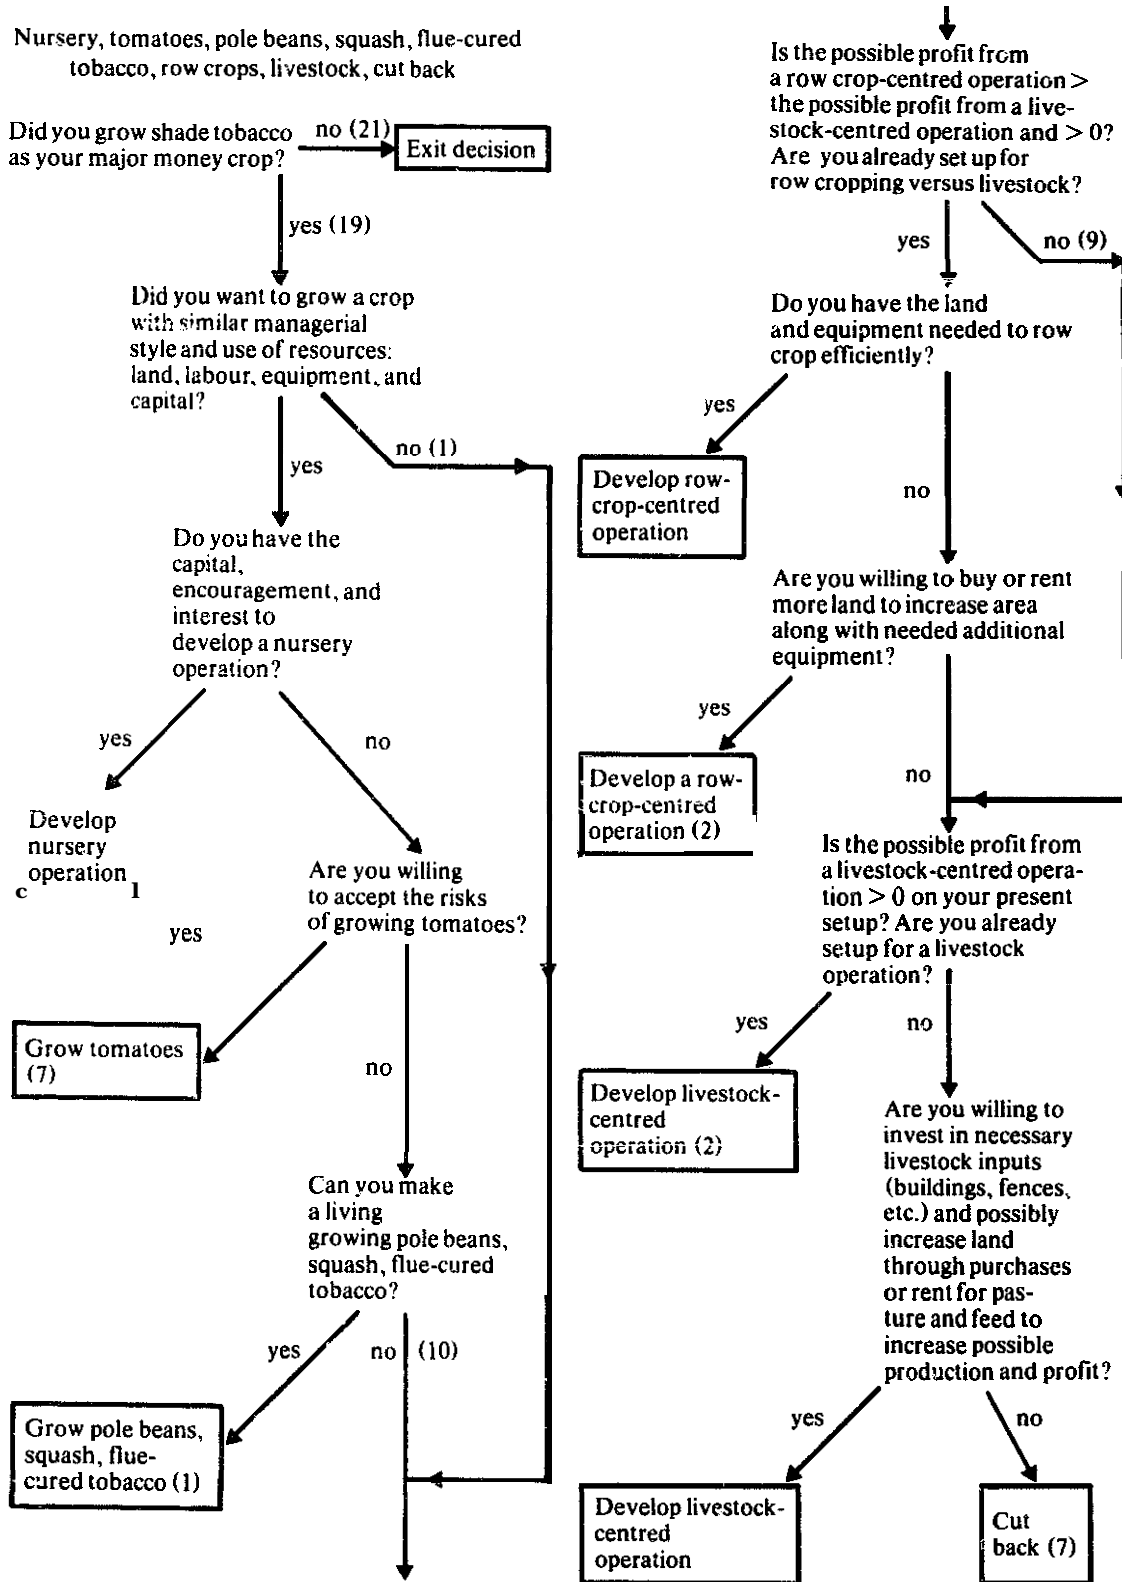 Nursery, tomatoes, pole beans, squash, flue-cured
tobacco, row crops, livestock, cut back
Did you grow shade tobacco
as your major money crop?
no (21)
Exit decision
yes (19)
Did you want to grow a crop
with similar managerial
style and use of resources:
land, labour, equipment, and
capital?
no (1)
yes
Do you have the
capital,
encouragement, and
interest to
develop a nursery
operation?
yes
no
Develop
nursery
operation
c l
Are you willing
to accept the risks
of growing tomatoes?
yes
Grow tomatoes
(7)
no
Can you make
a living
growing pole beans,
squash, flue-cured
tobacco?
yes
no (10)
Grow pole beans,
squash, flue-
cured tobacco (1)
Is the possible profit from
a row crop-centred operation >
the possible profit from a live-
stock-centred operation and > 0?
Are you already set up for
row cropping versus livestock?
yes
no (9)
Do you have the land
and equipment needed to row
crop efficiently?
yes
Develop row-
crop-centred
operation
no
Are you willing to buy or rent
more land to increase area
along with needed additional
equipment?
yes
Develop a row-
crop-centred
operation (2)
no
Is the possible profit from
a livestock-centred opera-
tion > 0 on your present
setup? Are you already
setup for a livestock
operation?
yes
no
Develop livestock-
centred
operation (2)
Are you willing to
invest in necessary
livestock inputs
(buildings, fences,
etc.) and possibly
increase land
through purchases
or rent for pas-
ture and feed to
increase possible
production and profit?
yes
no
Develop livestock-
centred
operation
Cut
back (7)